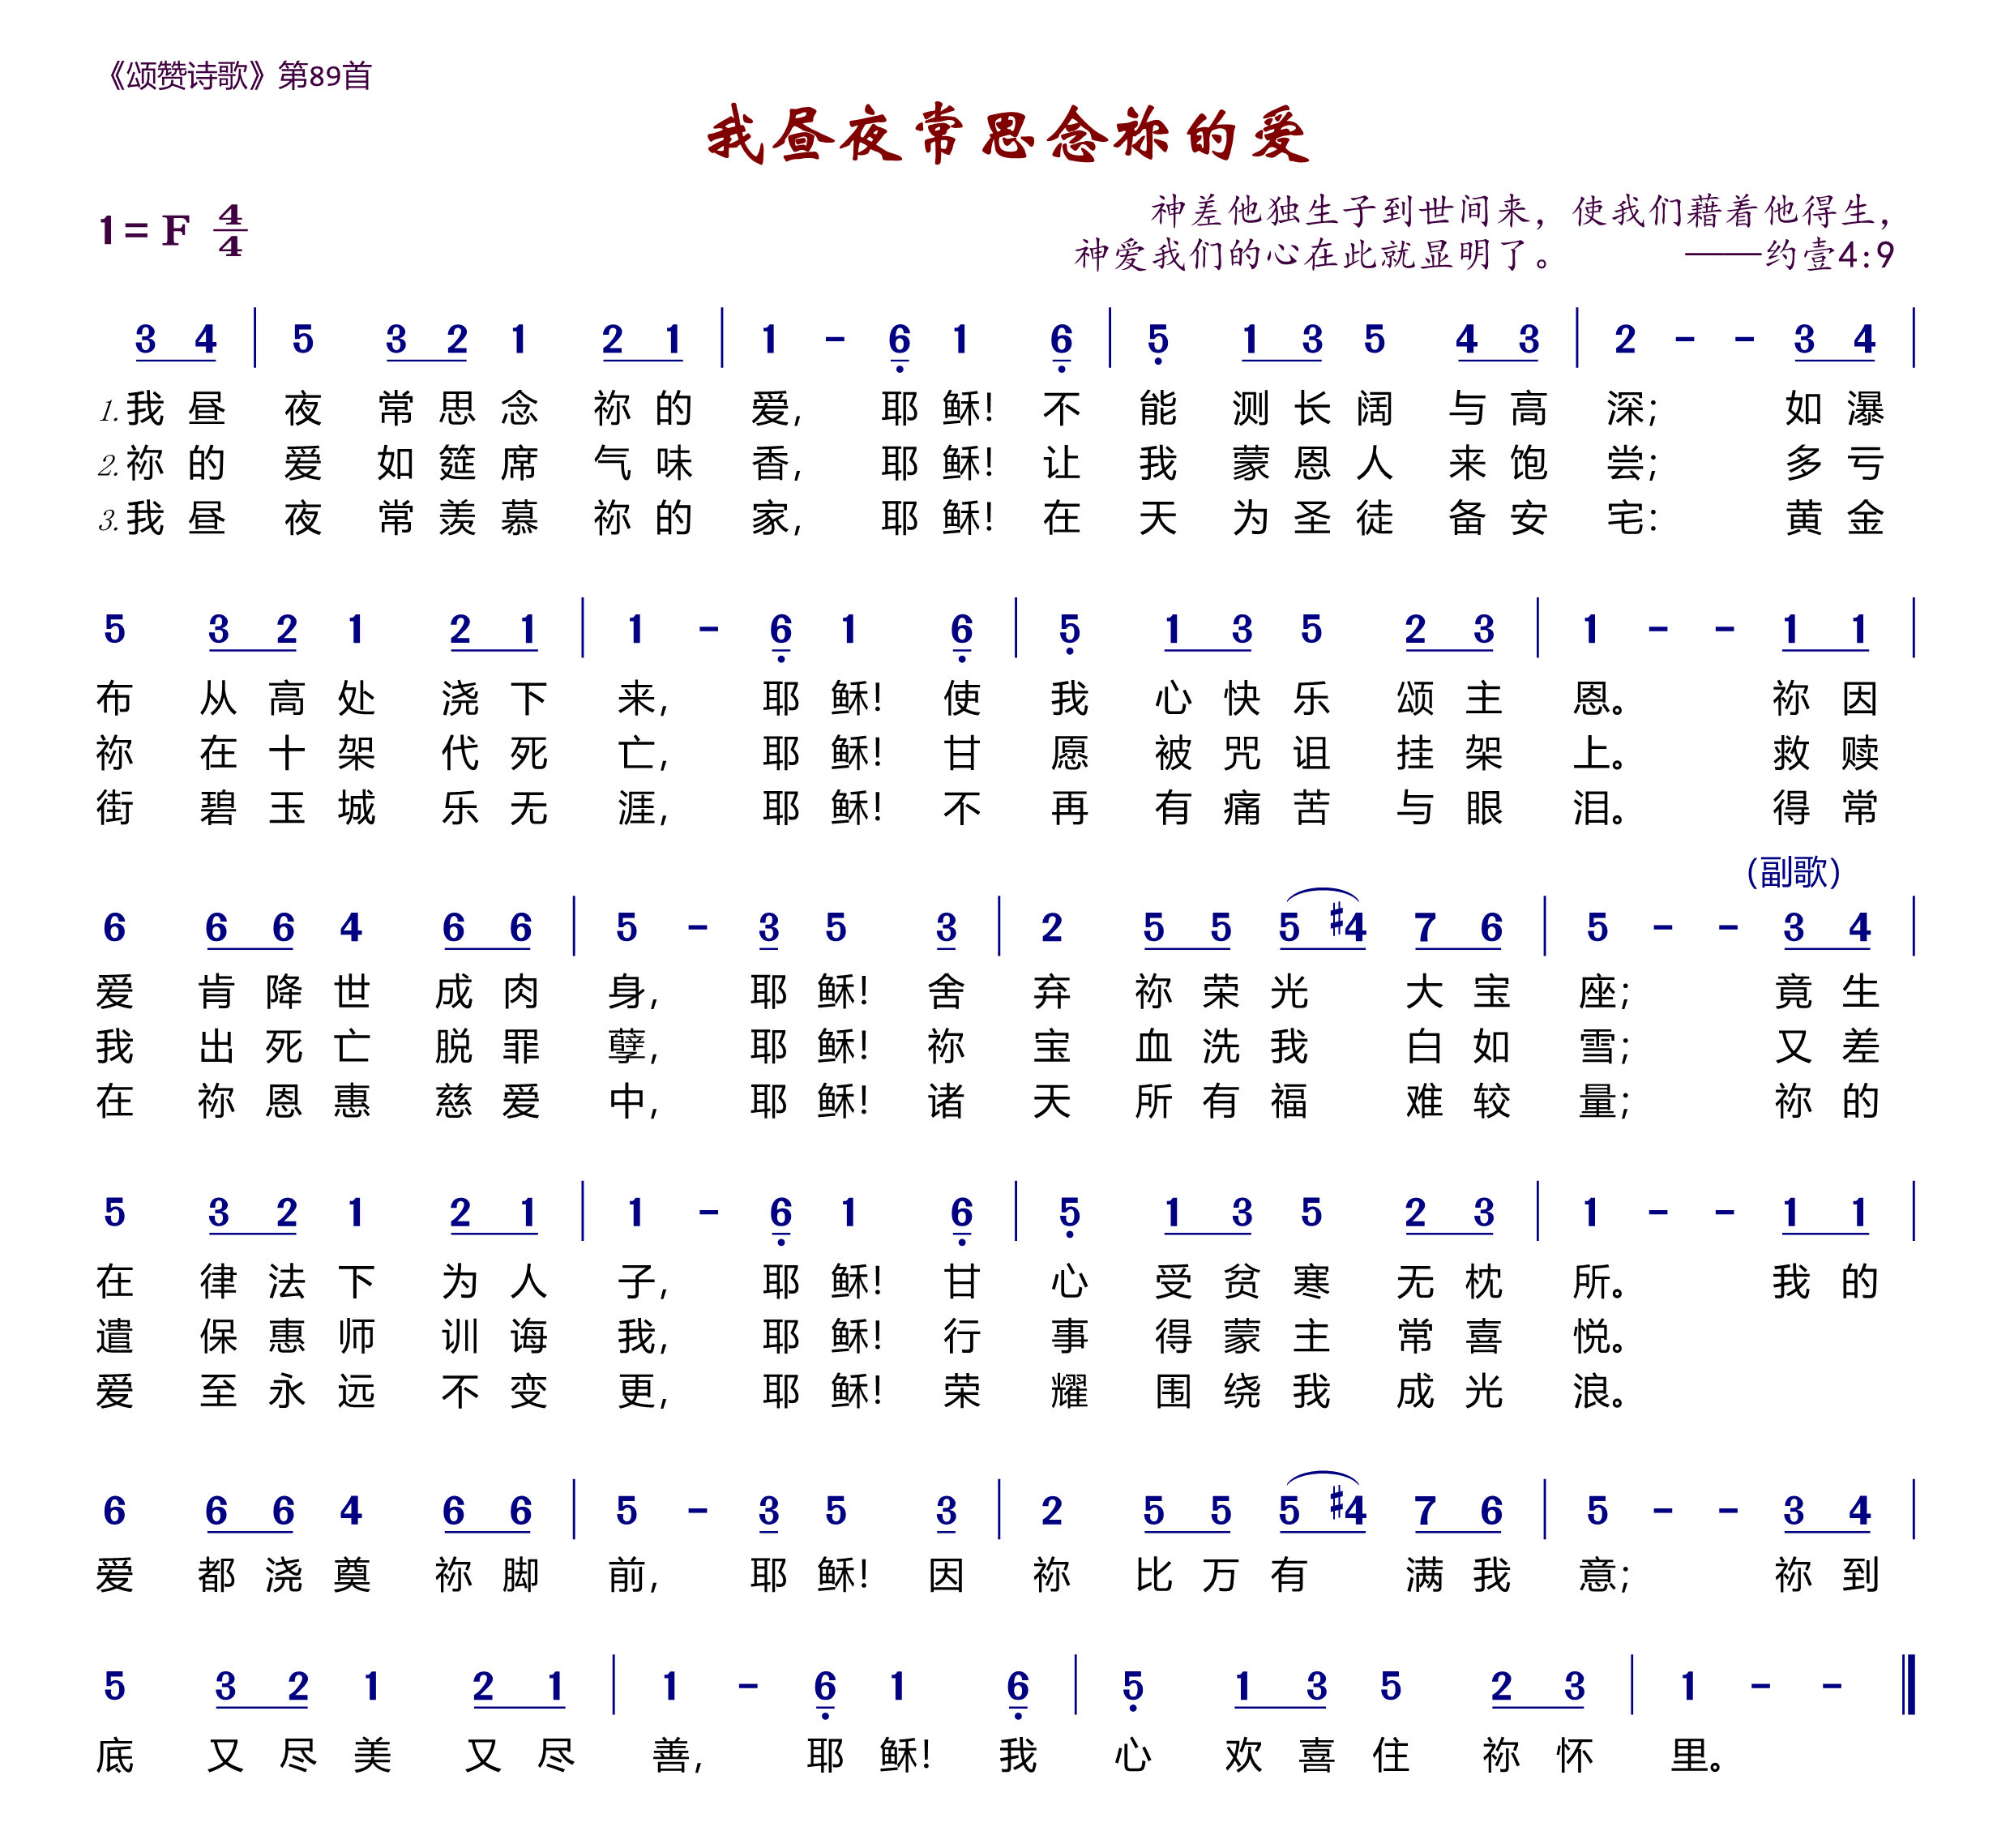 《颂赞诗歌》第89首
我昼夜常思念祢的爱
1=F 4/4
神差他独生子到世间来，使我们藉着他得生，
神爱我们的心在此就显明了。 ——约壹4:9
3 4 | 5 3 2 1 2 1 | 1 - 6̣ 1 6̣ | 5̣ 1 3 5 4 3 | 2 - - 3 4 |
1.我昼 夜 常思念 祢的 爱, 耶稣! 不 能 测长阔 与高 深; 如瀑
2.祢的 爱 如筵席 气味 香, 耶稣! 让 我 蒙恩人 来饱 尝; 多亏
3.我昼 夜 常羡慕 祢的 家, 耶稣! 在 天 为圣徒 备安 宅: 黄金
5 3 2 1 2 1 | 1 - 6̣ 1 6̣ | 5̣ 1 3 5 2 3 | 1 - - 1 1 |
布 从高处 浇下 来, 耶稣! 使 我 心快乐 颂主 恩。 祢因
祢 在十架 代死 亡, 耶稣! 甘 愿 被咒诅 挂架 上。 救赎
街 碧玉城 乐无 涯, 耶稣! 不 再 有痛苦 与眼 泪。 得常
(副歌)
6 6 6 4 6 6 | 5 - 3 5 3 | 2 5 5 5 #4 7 6 | 5 - - 3 4 |
爱 肯降世 成肉 身, 耶稣! 舍 弃 祢荣光 大宝 座; 竟生
我 出死亡 脱罪 孽, 耶稣! 祢 宝 血洗我 白如 雪; 又差
在 祢恩惠 慈爱 中, 耶稣! 诸 天 所有福 难较 量; 祢的
5 3 2 1 2 1 | 1 - 6̣ 1 6̣ | 5̣ 1 3 5 2 3 | 1 - - 1 1 |
在 律法下 为人 子, 耶稣! 甘 心 受贫寒 无枕 所。 我的
遣 保惠师 训诲 我, 耶稣! 行 事 得蒙主 常喜 悦。
爱 至永远 不变 更, 耶稣! 荣 耀 围绕我 成光 浪。
6 6 6 4 6 6 | 5 - 3 5 3 | 2 5 5 5 #4 7 6 | 5 - - 3 4 |
爱 都浇奠 祢脚 前, 耶稣! 因 祢 比万有 满我 意; 祢到
5 3 2 1 2 1 | 1 - 6̣ 1 6̣ | 5̣ 1 3 5 2 3 | 1 - - ‖
底 又尽美 又尽 善, 耶稣! 我 心 欢喜住 祢怀 里。